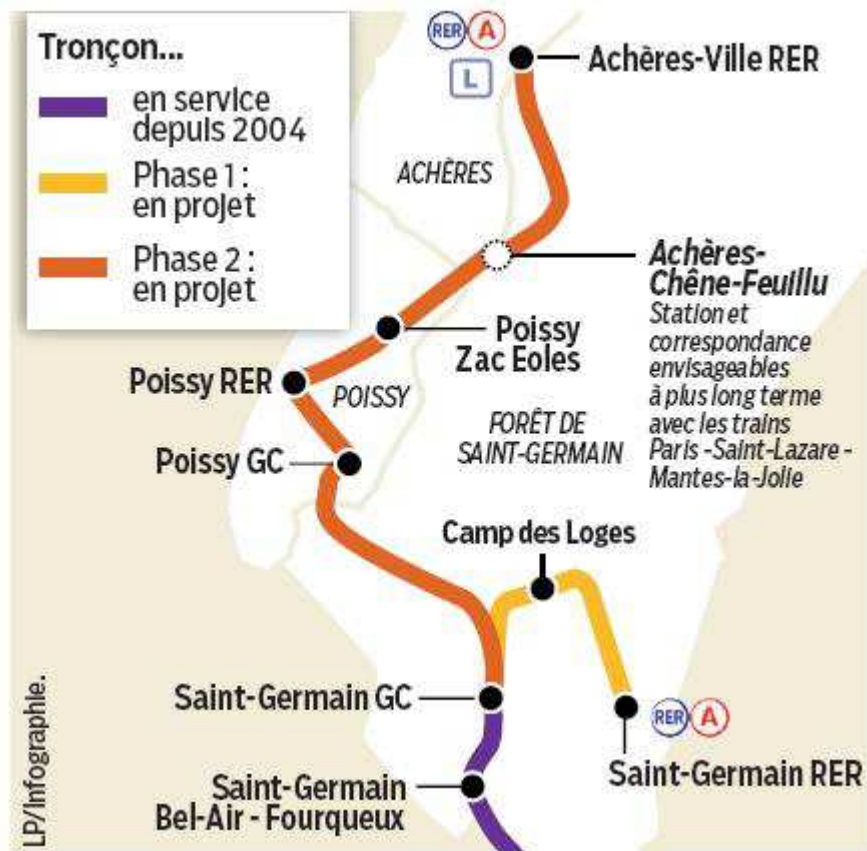 Tronçon...
en service
depuis 2004
Phase 1 :
en projet
Phase 2 :
en projet
RER A
L
Achères-Ville RER
ACHÈRES
Achères-
Chêne-Feuillu
Station et
correspondance
envisageables
à plus long terme
avec les trains
Paris -Saint-Lazare -
Mantes-la-Jolie
Poissy
Zac Eoles
Poissy RER
POISSY
FORÊT DE
SAINT-GERMAIN
Poissy GC
Camp des Loges
Saint-Germain GC
RER A
Saint-Germain RER
Saint-Germain
Bel-Air - Fourqueux
LP/Infographie.